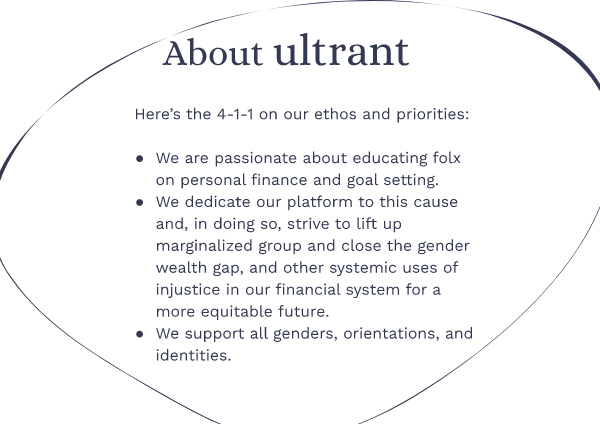 About ultrant
Here's the 4-1-1 on our ethos and priorities:
● We are passionate about educating folx
on personal finance and goal setting.
● We dedicate our platform to this cause
and, in doing so, strive to lift up
marginalized group and close the gender
wealth gap, and other systemic uses of
injustice in our financial system for a
more equitable future.
● We support all genders, orientations, and
identities.